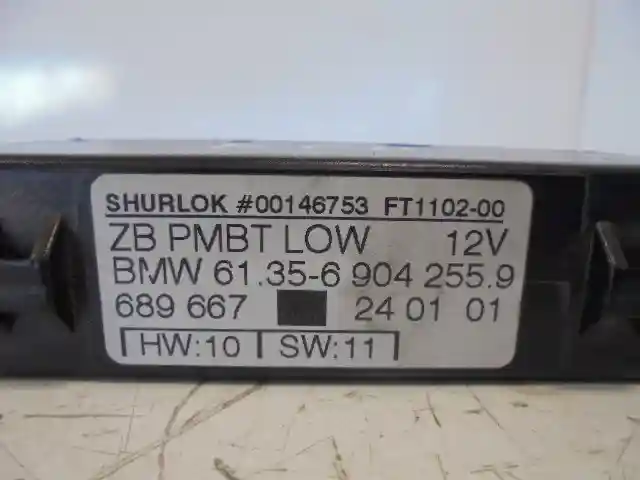 SHURLOK #00146753 FT1102-00
ZB PMBT LOW 12V
BMW 61.35-6 904 255.9
689 667 24 01 01
HW:10 SW:11